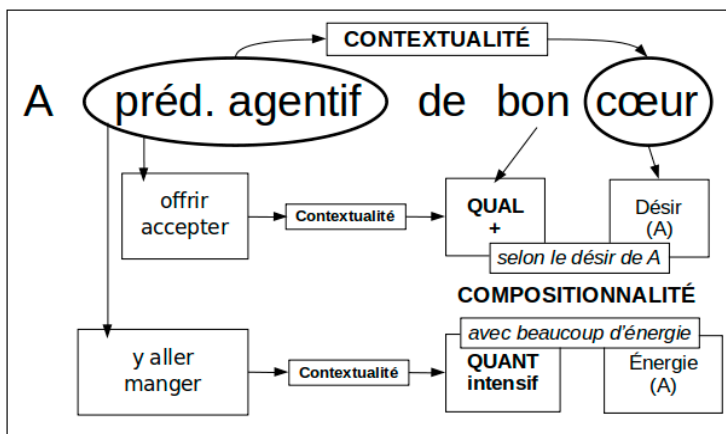 CONTEXTUALITÉ
A préd. agentif de bon cœur
offrir
accepter
Contextualité
QUAL
+
Désir
(A)
selon le désir de A
COMPOSITIONNALITÉ
avec beaucoup d'énergie
y aller
manger
Contextualité
QUANT
intensif
Énergie
(A)